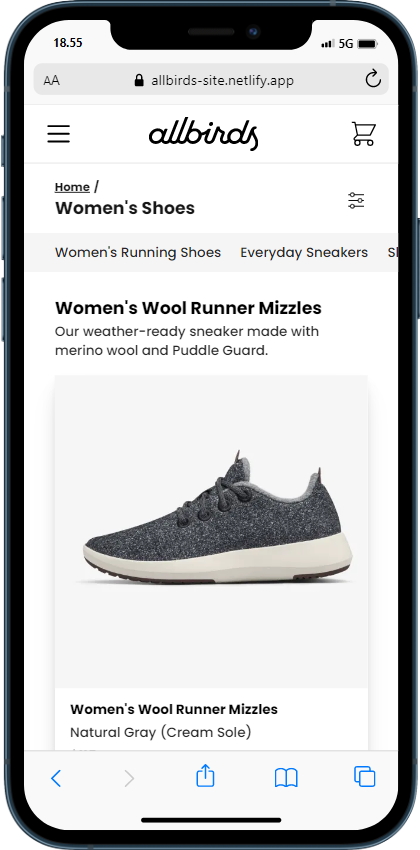 18.55
5G
AA
allbirds-site.netlify.app
allbirds
Home /
Women's Shoes
Women's Running Shoes Everyday Sneakers
Women's Wool Runner Mizzles
Our weather-ready sneaker made with
merino wool and Puddle Guard.
Women's Wool Runner Mizzles
Natural Gray (Cream Sole)